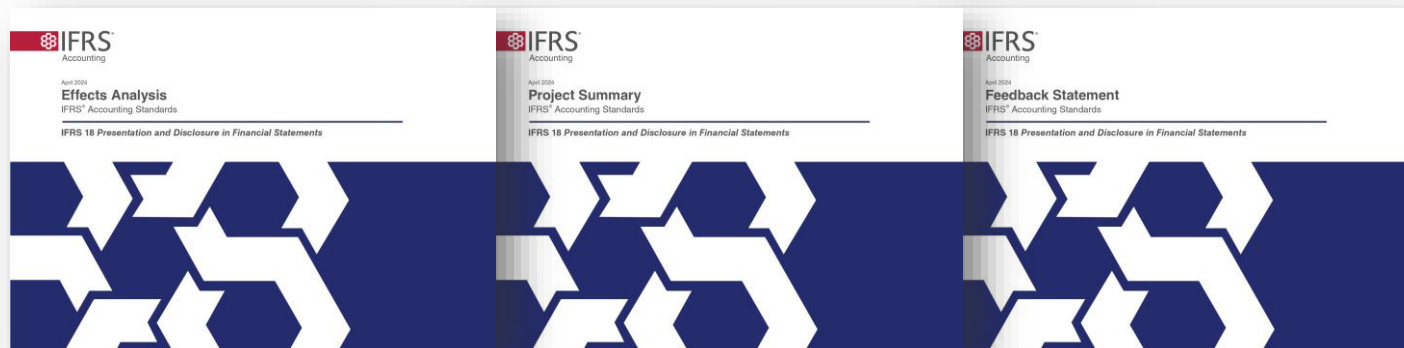 IFRS®
Accounting
April 2024
Effects Analysis
IFRS® Accounting Standards
IFRS 18 Presentation and Disclosure in Financial Statements
IFRS®
Accounting
April 2024
Project Summary
IFRS® Accounting Standards
IFRS 18 Presentation and Disclosure in Financial Statements
IFRS®
Accounting
April 2024
Feedback Statement
IFRS® Accounting Standards
IFRS 18 Presentation and Disclosure in Financial Statements